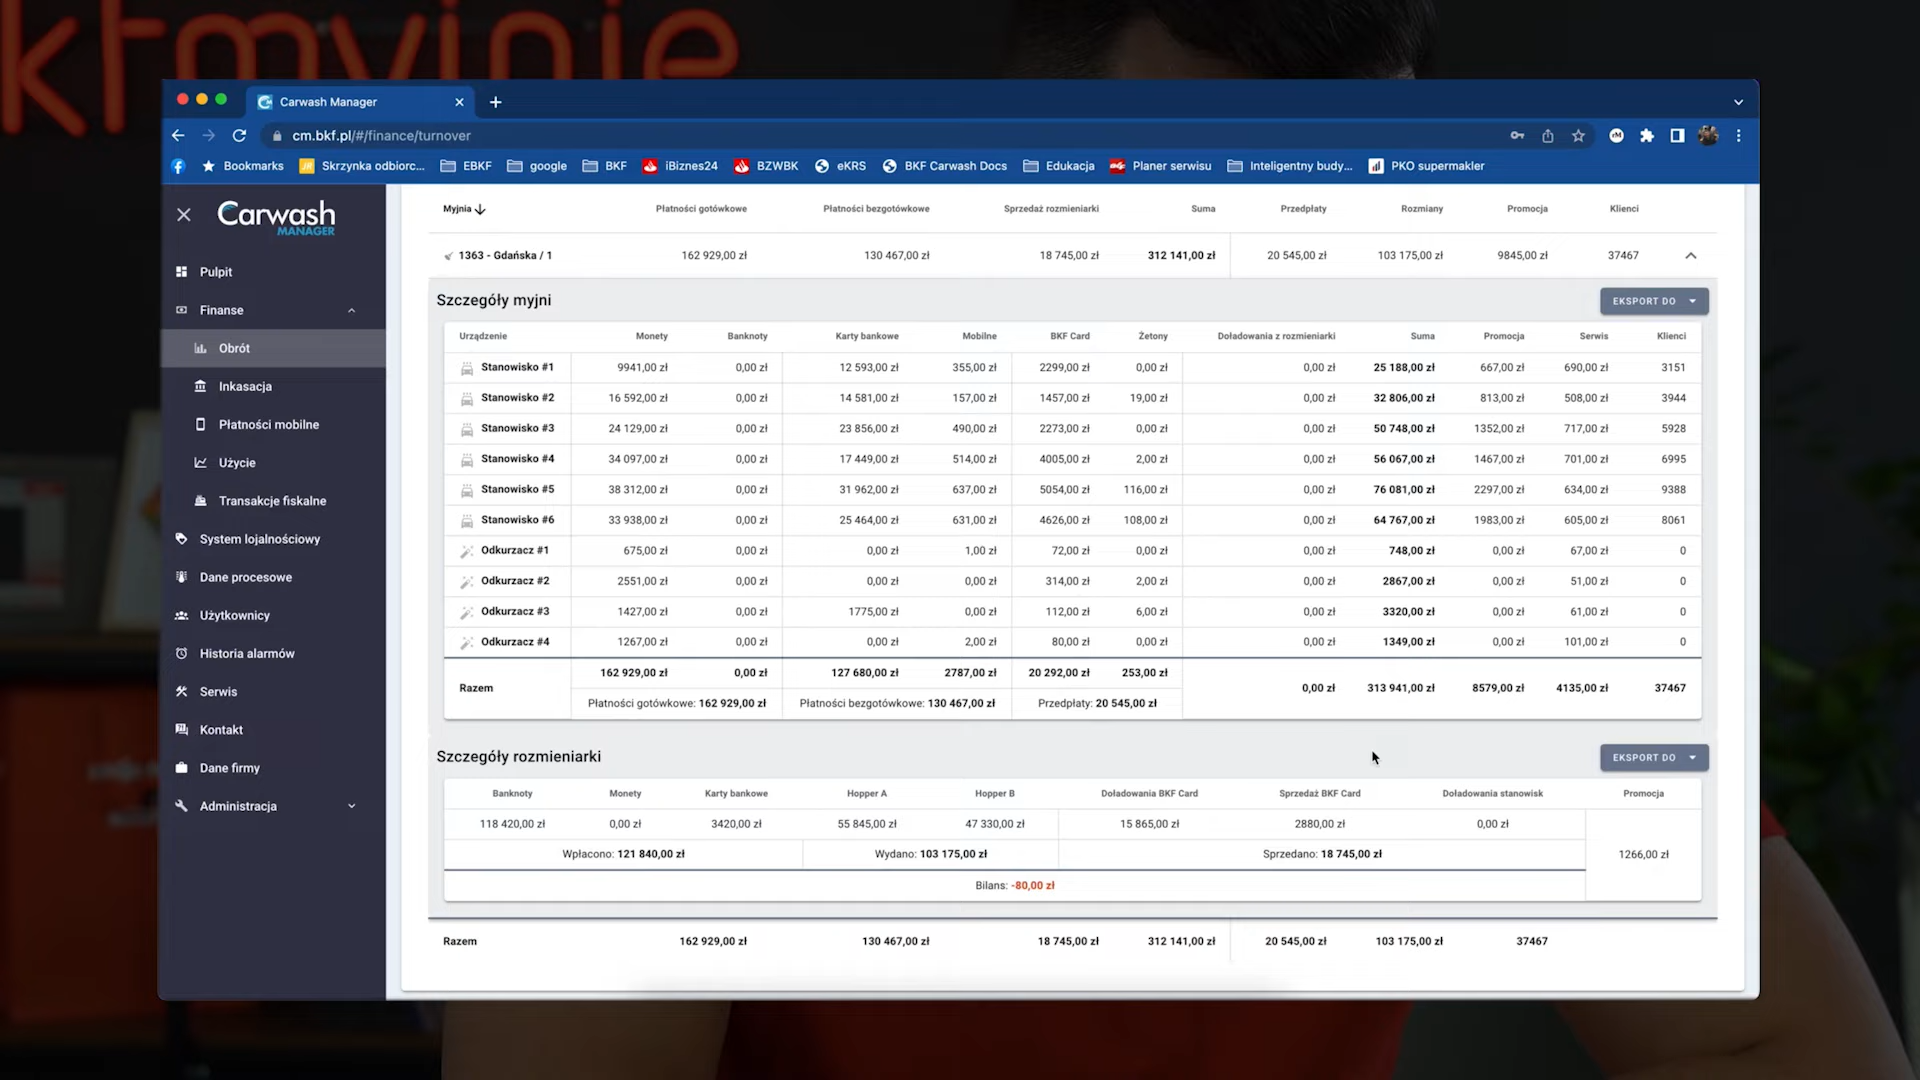 ktmyjnie
Carwash Manager
cm.bkf.pl/#/finance/turnover
Bookmarks Skrzynka odbiorc... EBKF google BKF iBiznes24 BZWBK eKRS BKF Carwash Docs Edukacja Planer serwisu Inteligentny budy... PKO supermakler
Carwash
MANAGER
Pulpit
Finanse
Obrót
Inkasacja
Płatności mobilne
Użycie
Transakcje fiskalne
System lojalnościowy
Dane procesowe
Użytkownicy
Historia alarmów
Serwis
Kontakt
Dane firmy
Administracja
Myjnia Płatności gotówkowe Płatności bezgotówkowe Sprzedaż rozmieniarki Suma Przedpłaty Rozmiany Promocja Klienci
1363 - Gdańska / 1 162 929,00 zł 130 467,00 zł 18 745,00 zł 312 141,00 zł 20 545,00 zł 103 175,00 zł 9845,00 zł 37467
Szczegóły myjni EKSPORT DO
Urządzenie Monety Banknoty Karty bankowe Mobilne BKF Card Żetony Doładowania z rozmieniarki Suma Promocja Serwis Klienci
Stanowisko #1 9941,00 zł 0,00 zł 12 593,00 zł 355,00 zł 2299,00 zł 0,00 zł 0,00 zł 25 188,00 zł 667,00 zł 690,00 zł 3151
Stanowisko #2 16 592,00 zł 0,00 zł 14 581,00 zł 157,00 zł 1457,00 zł 19,00 zł 0,00 zł 32 806,00 zł 813,00 zł 508,00 zł 3944
Stanowisko #3 24 129,00 zł 0,00 zł 23 856,00 zł 490,00 zł 2273,00 zł 0,00 zł 0,00 zł 50 748,00 zł 1352,00 zł 717,00 zł 5928
Stanowisko #4 34 097,00 zł 0,00 zł 17 449,00 zł 514,00 zł 4005,00 zł 2,00 zł 0,00 zł 56 067,00 zł 1467,00 zł 701,00 zł 6995
Stanowisko #5 38 312,00 zł 0,00 zł 31 962,00 zł 637,00 zł 5054,00 zł 116,00 zł 0,00 zł 76 081,00 zł 2297,00 zł 634,00 zł 9388
Stanowisko #6 33 938,00 zł 0,00 zł 25 464,00 zł 631,00 zł 4626,00 zł 108,00 zł 0,00 zł 64 767,00 zł 1983,00 zł 605,00 zł 8061
Odkurzacz #1 675,00 zł 0,00 zł 0,00 zł 1,00 zł 72,00 zł 0,00 zł 0,00 zł 748,00 zł 0,00 zł 67,00 zł 0
Odkurzacz #2 2551,00 zł 0,00 zł 0,00 zł 0,00 zł 314,00 zł 2,00 zł 0,00 zł 2867,00 zł 0,00 zł 51,00 zł 0
Odkurzacz #3 1427,00 zł 0,00 zł 1775,00 zł 0,00 zł 112,00 zł 6,00 zł 0,00 zł 3320,00 zł 0,00 zł 61,00 zł 0
Odkurzacz #4 1267,00 zł 0,00 zł 0,00 zł 2,00 zł 80,00 zł 0,00 zł 0,00 zł 1349,00 zł 0,00 zł 101,00 zł 0
162 929,00 zł 0,00 zł 127 680,00 zł 2787,00 zł 20 292,00 zł 253,00 zł
Razem 0,00 zł 313 941,00 zł 8579,00 zł 4135,00 zł 37467
Płatności gotówkowe: 162 929,00 zł Płatności bezgotówkowe: 130 467,00 zł Przedpłaty: 20 545,00 zł
Szczegóły rozmieniarki EKSPORT DO
Banknoty Monety Karty bankowe Hopper A Hopper B Doładowania BKF Card Sprzedaż BKF Card Doładowania stanowisk Promocja
118 420,00 zł 0,00 zł 3420,00 zł 55 845,00 zł 47 330,00 zł 15 865,00 zł 2880,00 zł 0,00 zł
Wpłacono: 121 840,00 zł Wydano: 103 175,00 zł Sprzedano: 18 745,00 zł 1266,00 zł
Bilans: -80,00 zł
Razem 162 929,00 zł 130 467,00 zł 18 745,00 zł 312 141,00 zł 20 545,00 zł 103 175,00 zł 37467